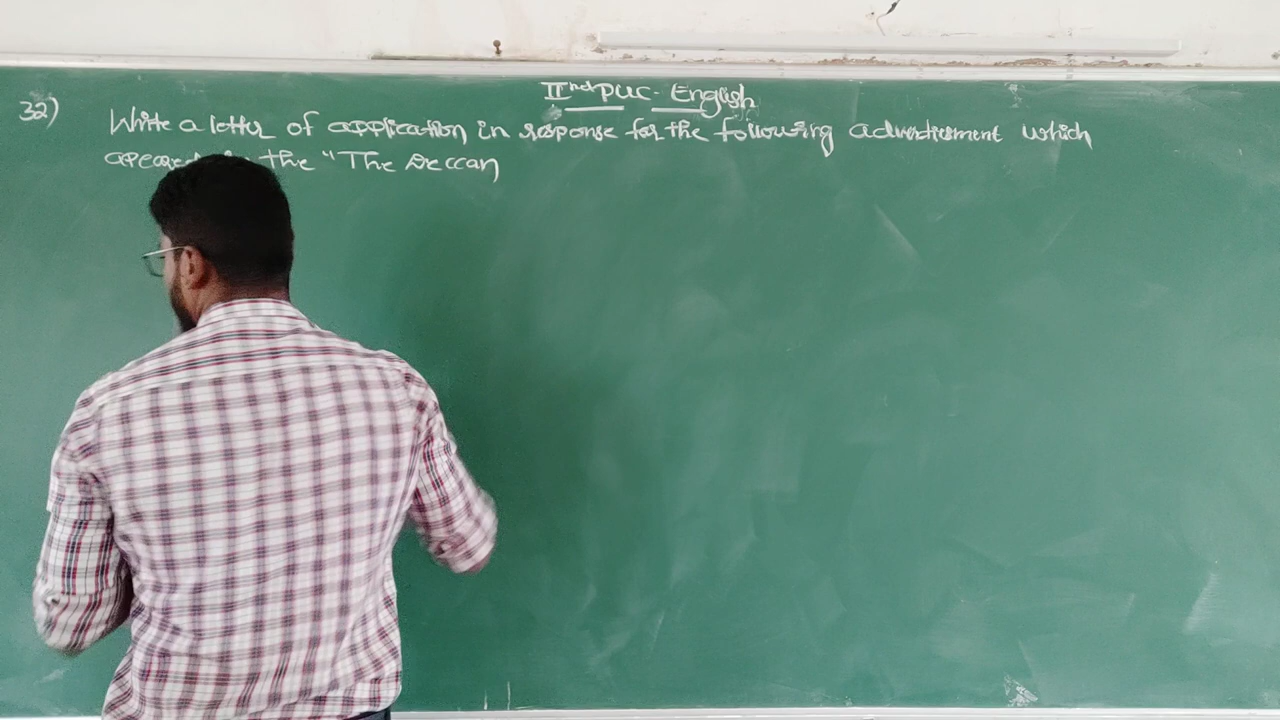 IInd PUC - English
32) Write a letter of application in response for the following advertisement which
the "The Deccan